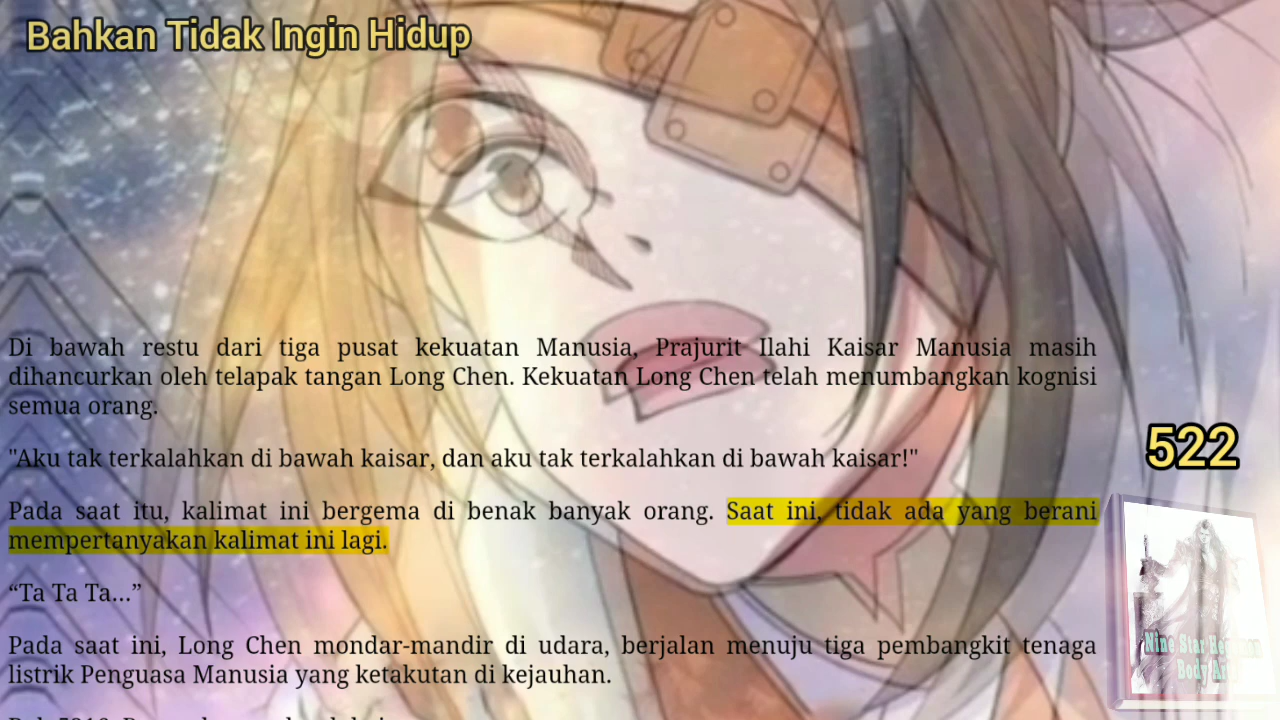 Bahkan Tidak Ingin Hidup
Di bawah restu dari tiga pusat kekuatan Manusia, Prajurit Ilahi Kaisar Manusia masih
dihancurkan oleh telapak tangan Long Chen. Kekuatan Long Chen telah menumbangkan kognisi
semua orang.
"Aku tak terkalahkan di bawah kaisar, dan aku tak terkalahkan di bawah kaisar!"
522
Pada saat itu, kalimat ini bergema di benak banyak orang. Saat ini, tidak ada yang berani
mempertanyakan kalimat ini lagi.
“Ta Ta Ta…”
Pada saat ini, Long Chen mondar-mandir di udara, berjalan menuju tiga pembangkit tenaga
listrik Penguasa Manusia yang ketakutan di kejauhan.
Nine Star
Body